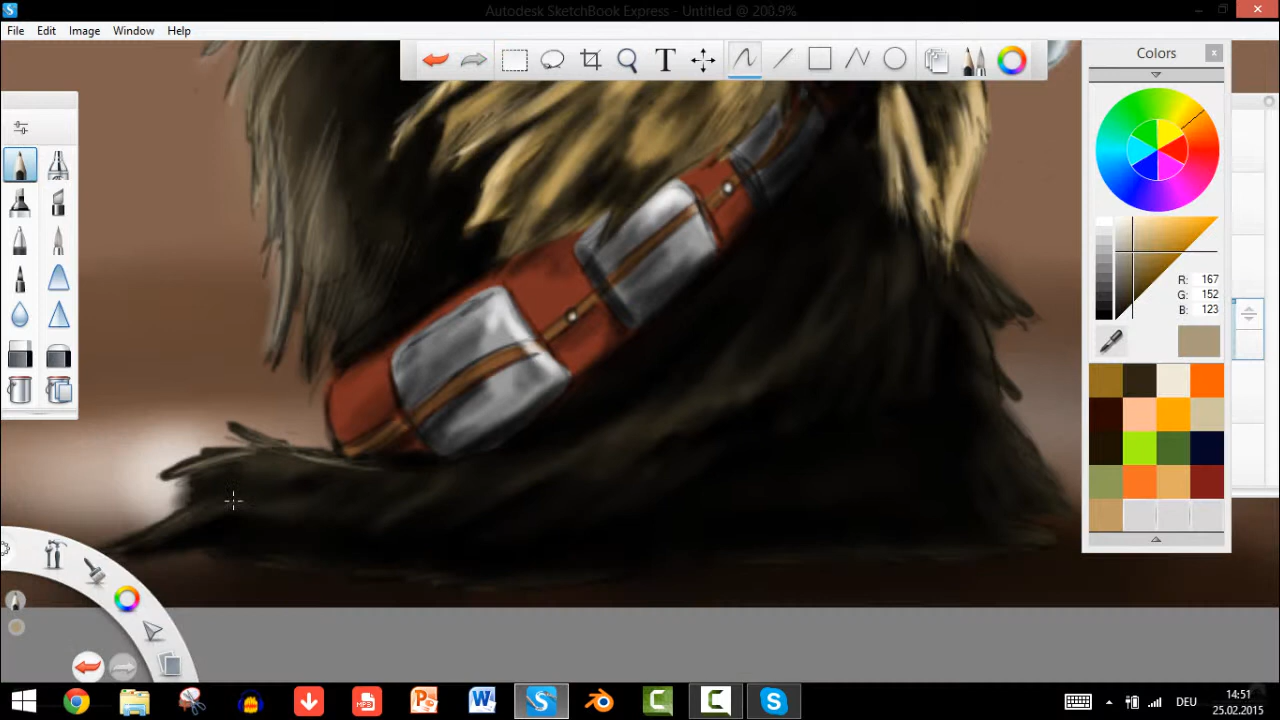 Autodesk SketchBook Express - Untitled @ 200.9%
File Edit Image Window Help
T
Colors
x
R: 167
G: 152
B: 123
MP3
DEU
14:51
25.02.2015